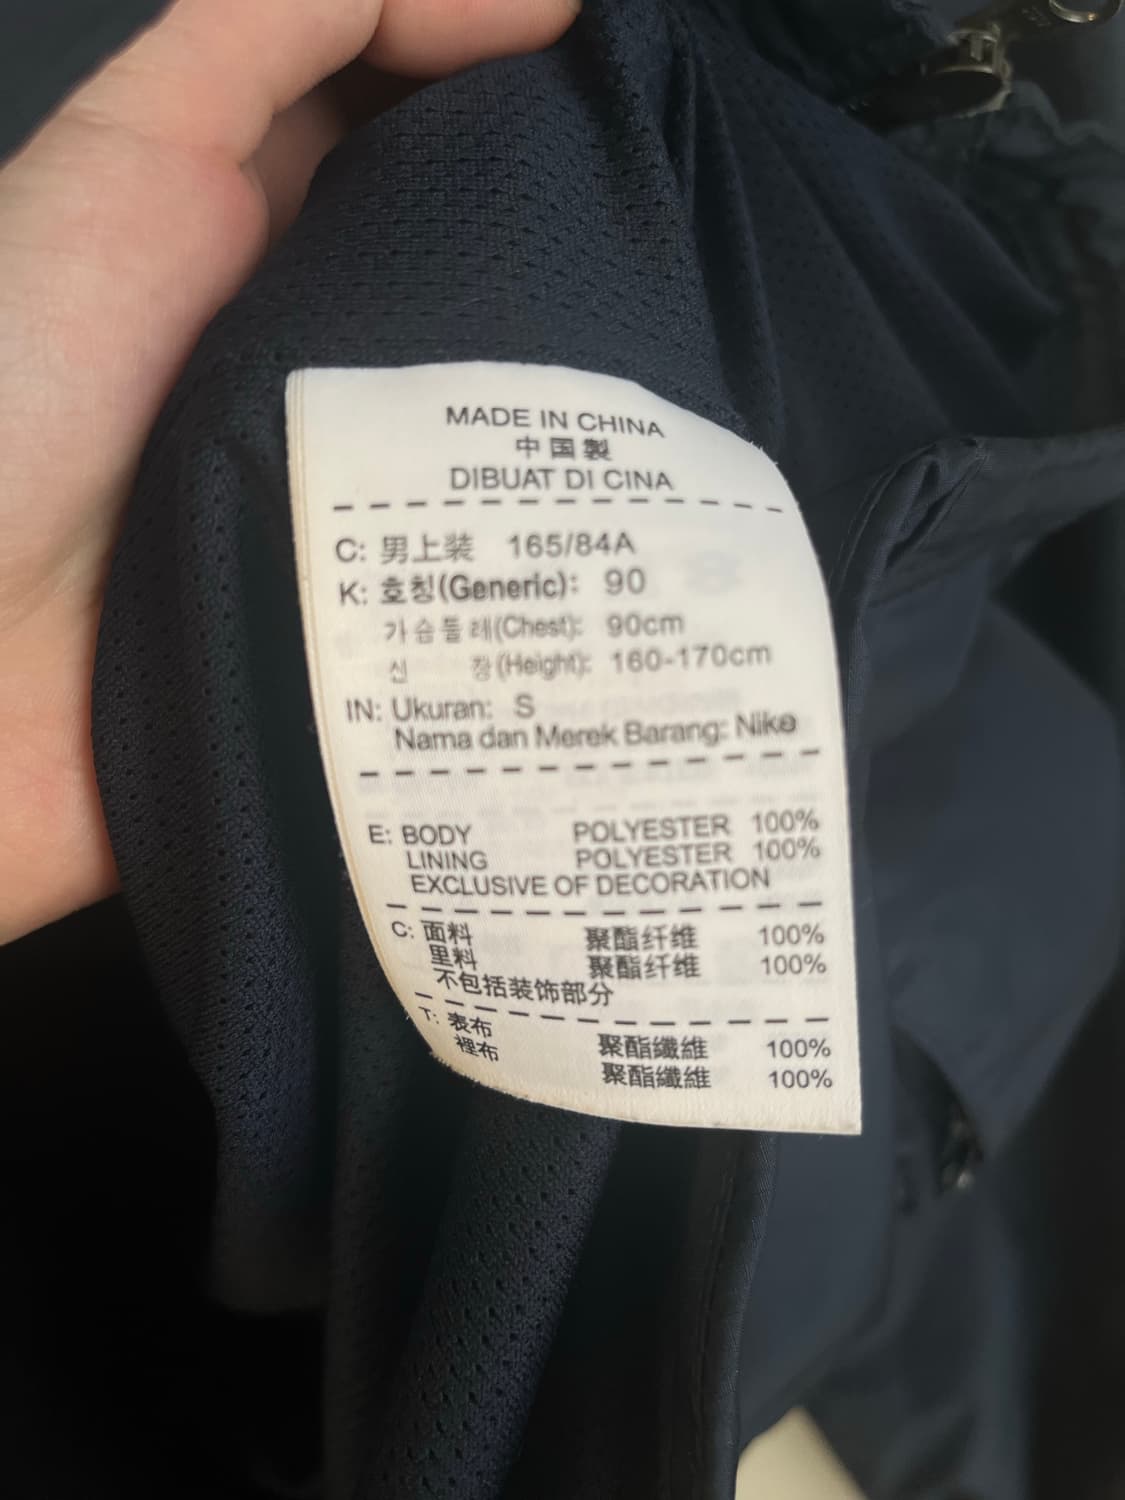 MADE IN CHINA
中国製
DIBUAT DI CINA
C: 男上装 165/84A
K: 호칭(Generic): 90
가슴둘레(Chest): 90cm
신 장(Height): 160-170cm
IN: Ukuran: S
Nama dan Merek Barang: Nike
E: BODY POLYESTER 100%
LINING POLYESTER 100%
EXCLUSIVE OF DECORATION
C: 面料 聚酯纤维 100%
里料 聚酯纤维 100%
不包括装饰部分
T: 表布 聚酯纖維 100%
裡布 聚酯纖維 100%